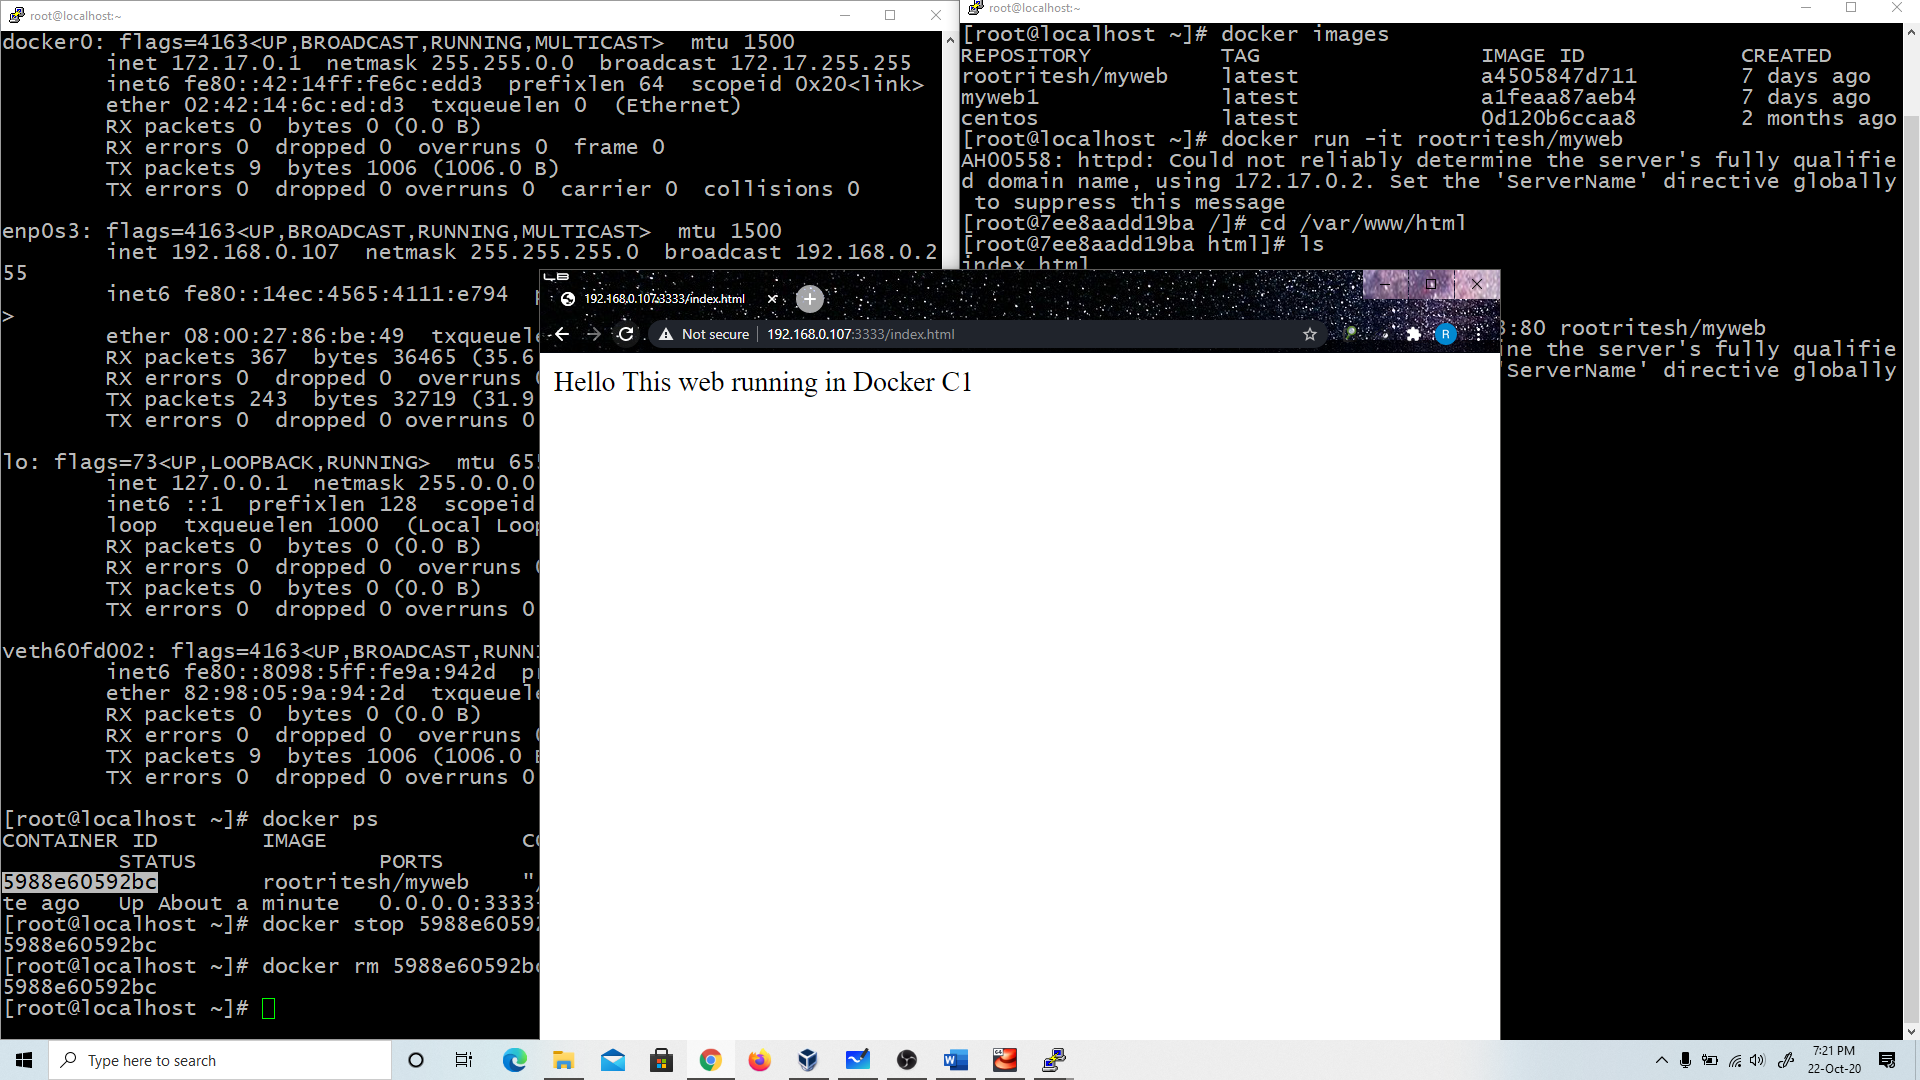 root@localhost:~
docker0: flags=4163<UP,BROADCAST,RUNNING,MULTICAST>  mtu 1500
        inet 172.17.0.1  netmask 255.255.0.0  broadcast 172.17.255.255
        inet6 fe80::42:14ff:fe6c:edd3  prefixlen 64  scopeid 0x20<link>
        ether 02:42:14:6c:ed:d3  txqueuelen 0  (Ethernet)
        RX packets 0  bytes 0 (0.0 B)
        RX errors 0  dropped 0  overruns 0  frame 0
        TX packets 9  bytes 1006 (1006.0 B)
        TX errors 0  dropped 0 overruns 0  carrier 0  collisions 0
enp0s3: flags=4163<UP,BROADCAST,RUNNING,MULTICAST>  mtu 1500
        inet 192.168.0.107  netmask 255.255.255.0  broadcast 192.168.0.2
55
        inet6 fe80::14ec:4565:4111:e794
>
        ether 08:00:27:86:be:49  txqueuele
        RX packets 367  bytes 36465 (35.6
        RX errors 0  dropped 0  overruns
        TX packets 243  bytes 32719 (31.9
        TX errors 0  dropped 0 overruns 0
lo: flags=73<UP,LOOPBACK,RUNNING>  mtu 655
        inet 127.0.0.1  netmask 255.0.0.0
        inet6 ::1  prefixlen 128  scopeid
        loop  txqueuelen 1000  (Local Loop
        RX packets 0  bytes 0 (0.0 B)
        RX errors 0  dropped 0  overruns
        TX packets 0  bytes 0 (0.0 B)
        TX errors 0  dropped 0 overruns 0
veth60fd002: flags=4163<UP,BROADCAST,RUNNI
        inet6 fe80::8098:5ff:fe9a:942d  pr
        ether 82:98:05:9a:94:2d  txqueuele
        RX packets 0  bytes 0 (0.0 B)
        RX errors 0  dropped 0  overruns
        TX packets 9  bytes 1006 (1006.0 B
        TX errors 0  dropped 0 overruns 0
[root@localhost ~]# docker ps
CONTAINER ID        IMAGE               CO
         STATUS              PORTS
5988e60592bc        rootritesh/myweb    "/
te ago   Up About a minute   0.0.0.0:3333
[root@localhost ~]# docker stop 5988e60592
5988e60592bc
[root@localhost ~]# docker rm 5988e60592bc
5988e60592bc
[root@localhost ~]#
root@localhost:~
[root@localhost ~]# docker images
REPOSITORY          TAG                 IMAGE ID            CREATED
rootritesh/myweb    latest              a4505847d711        7 days ago
myweb1              latest              a1feaa87aeb4        7 days ago
centos              latest              0d120b6ccaa8        2 months ago
[root@localhost ~]# docker run -it rootritesh/myweb
AH00558: httpd: Could not reliably determine the server's fully qualifie
d domain name, using 172.17.0.2. Set the 'ServerName' directive globally
 to suppress this message
[root@7ee8aadd19ba /]# cd /var/www/html
[root@7ee8aadd19ba html]# ls
index.html
3:80 rootritesh/myweb
ne the server's fully qualifie
'ServerName' directive globally
192.168.0.107:3333/index.html
Not secure 192.168.0.107:3333/index.html
R
Hello This web running in Docker C1
Type here to search
7:21 PM
22-Oct-20